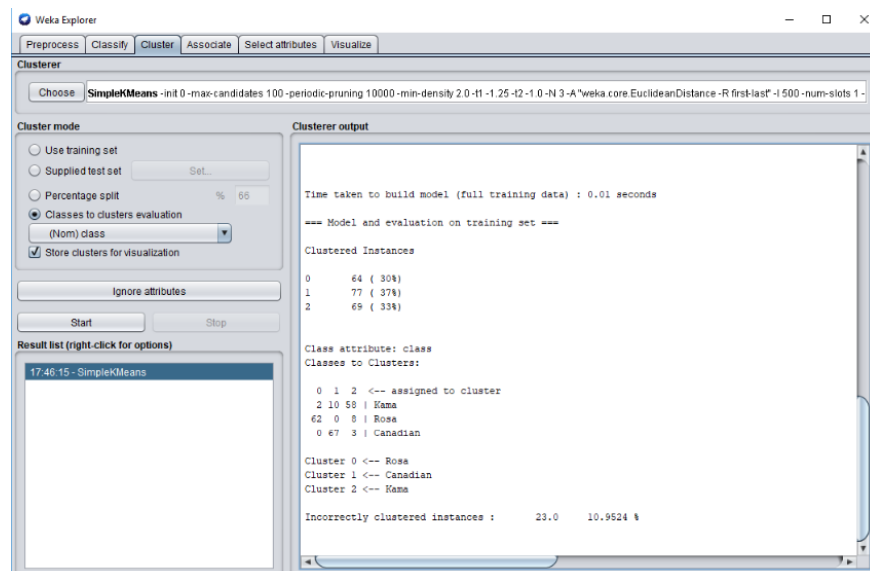 Weka Explorer
Preprocess Classify Cluster Associate Select attributes Visualize
Clusterer
Choose SimpleKMeans -init 0 -max-candidates 100 -periodic-pruning 10000 -min-density 2.0 -t1 -1.25 -t2 -1.0 -N 3 -A "weka.core.EuclideanDistance -R first-last" -I 500 -num-slots 1 -
Cluster mode
Use training set
Supplied test set Set...
Percentage split % 66
Classes to clusters evaluation
(Nom) class
Store clusters for visualization
Ignore attributes
Start Stop
Result list (right-click for options)
17:46:15 - SimpleKMeans
Clusterer output
Time taken to build model (full training data) : 0.01 seconds
=== Model and evaluation on training set ===
Clustered Instances
0 64 ( 30%)
1 77 ( 37%)
2 69 ( 33%)
Class attribute: class
Classes to Clusters:
0 1 2 <-- assigned to cluster
2 10 58 | Kama
62 0 8 | Rosa
0 67 3 | Canadian
Cluster 0 <-- Rosa
Cluster 1 <-- Canadian
Cluster 2 <-- Kama
Incorrectly clustered instances : 23.0 10.9524 %